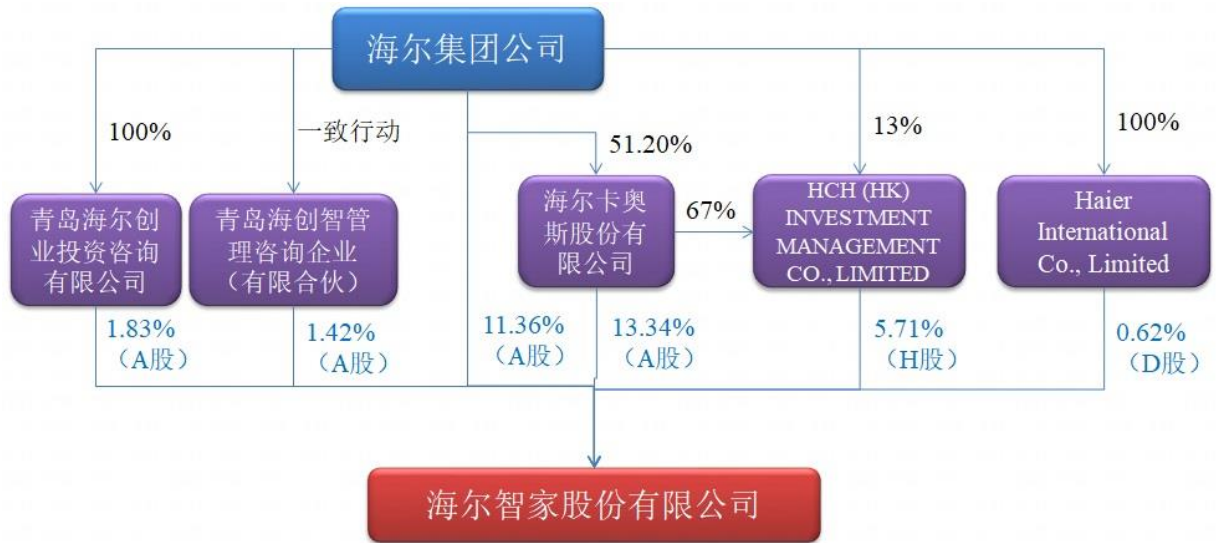 海尔集团公司
100%
一致行动
51.20%
13%
100%
青岛海尔创
业投资咨询
有限公司
青岛海创智管
理咨询企业
（有限合伙）
海尔卡奥
斯股份有
限公司
67%
HCH (HK)
INVESTMENT
MANAGEMENT
CO., LIMITED
Haier
International
Co., Limited
1.83%
（A股）
1.42%
（A股）
11.36%
（A股）
13.34%
（A股）
5.71%
（H股）
0.62%
（D股）
海尔智家股份有限公司